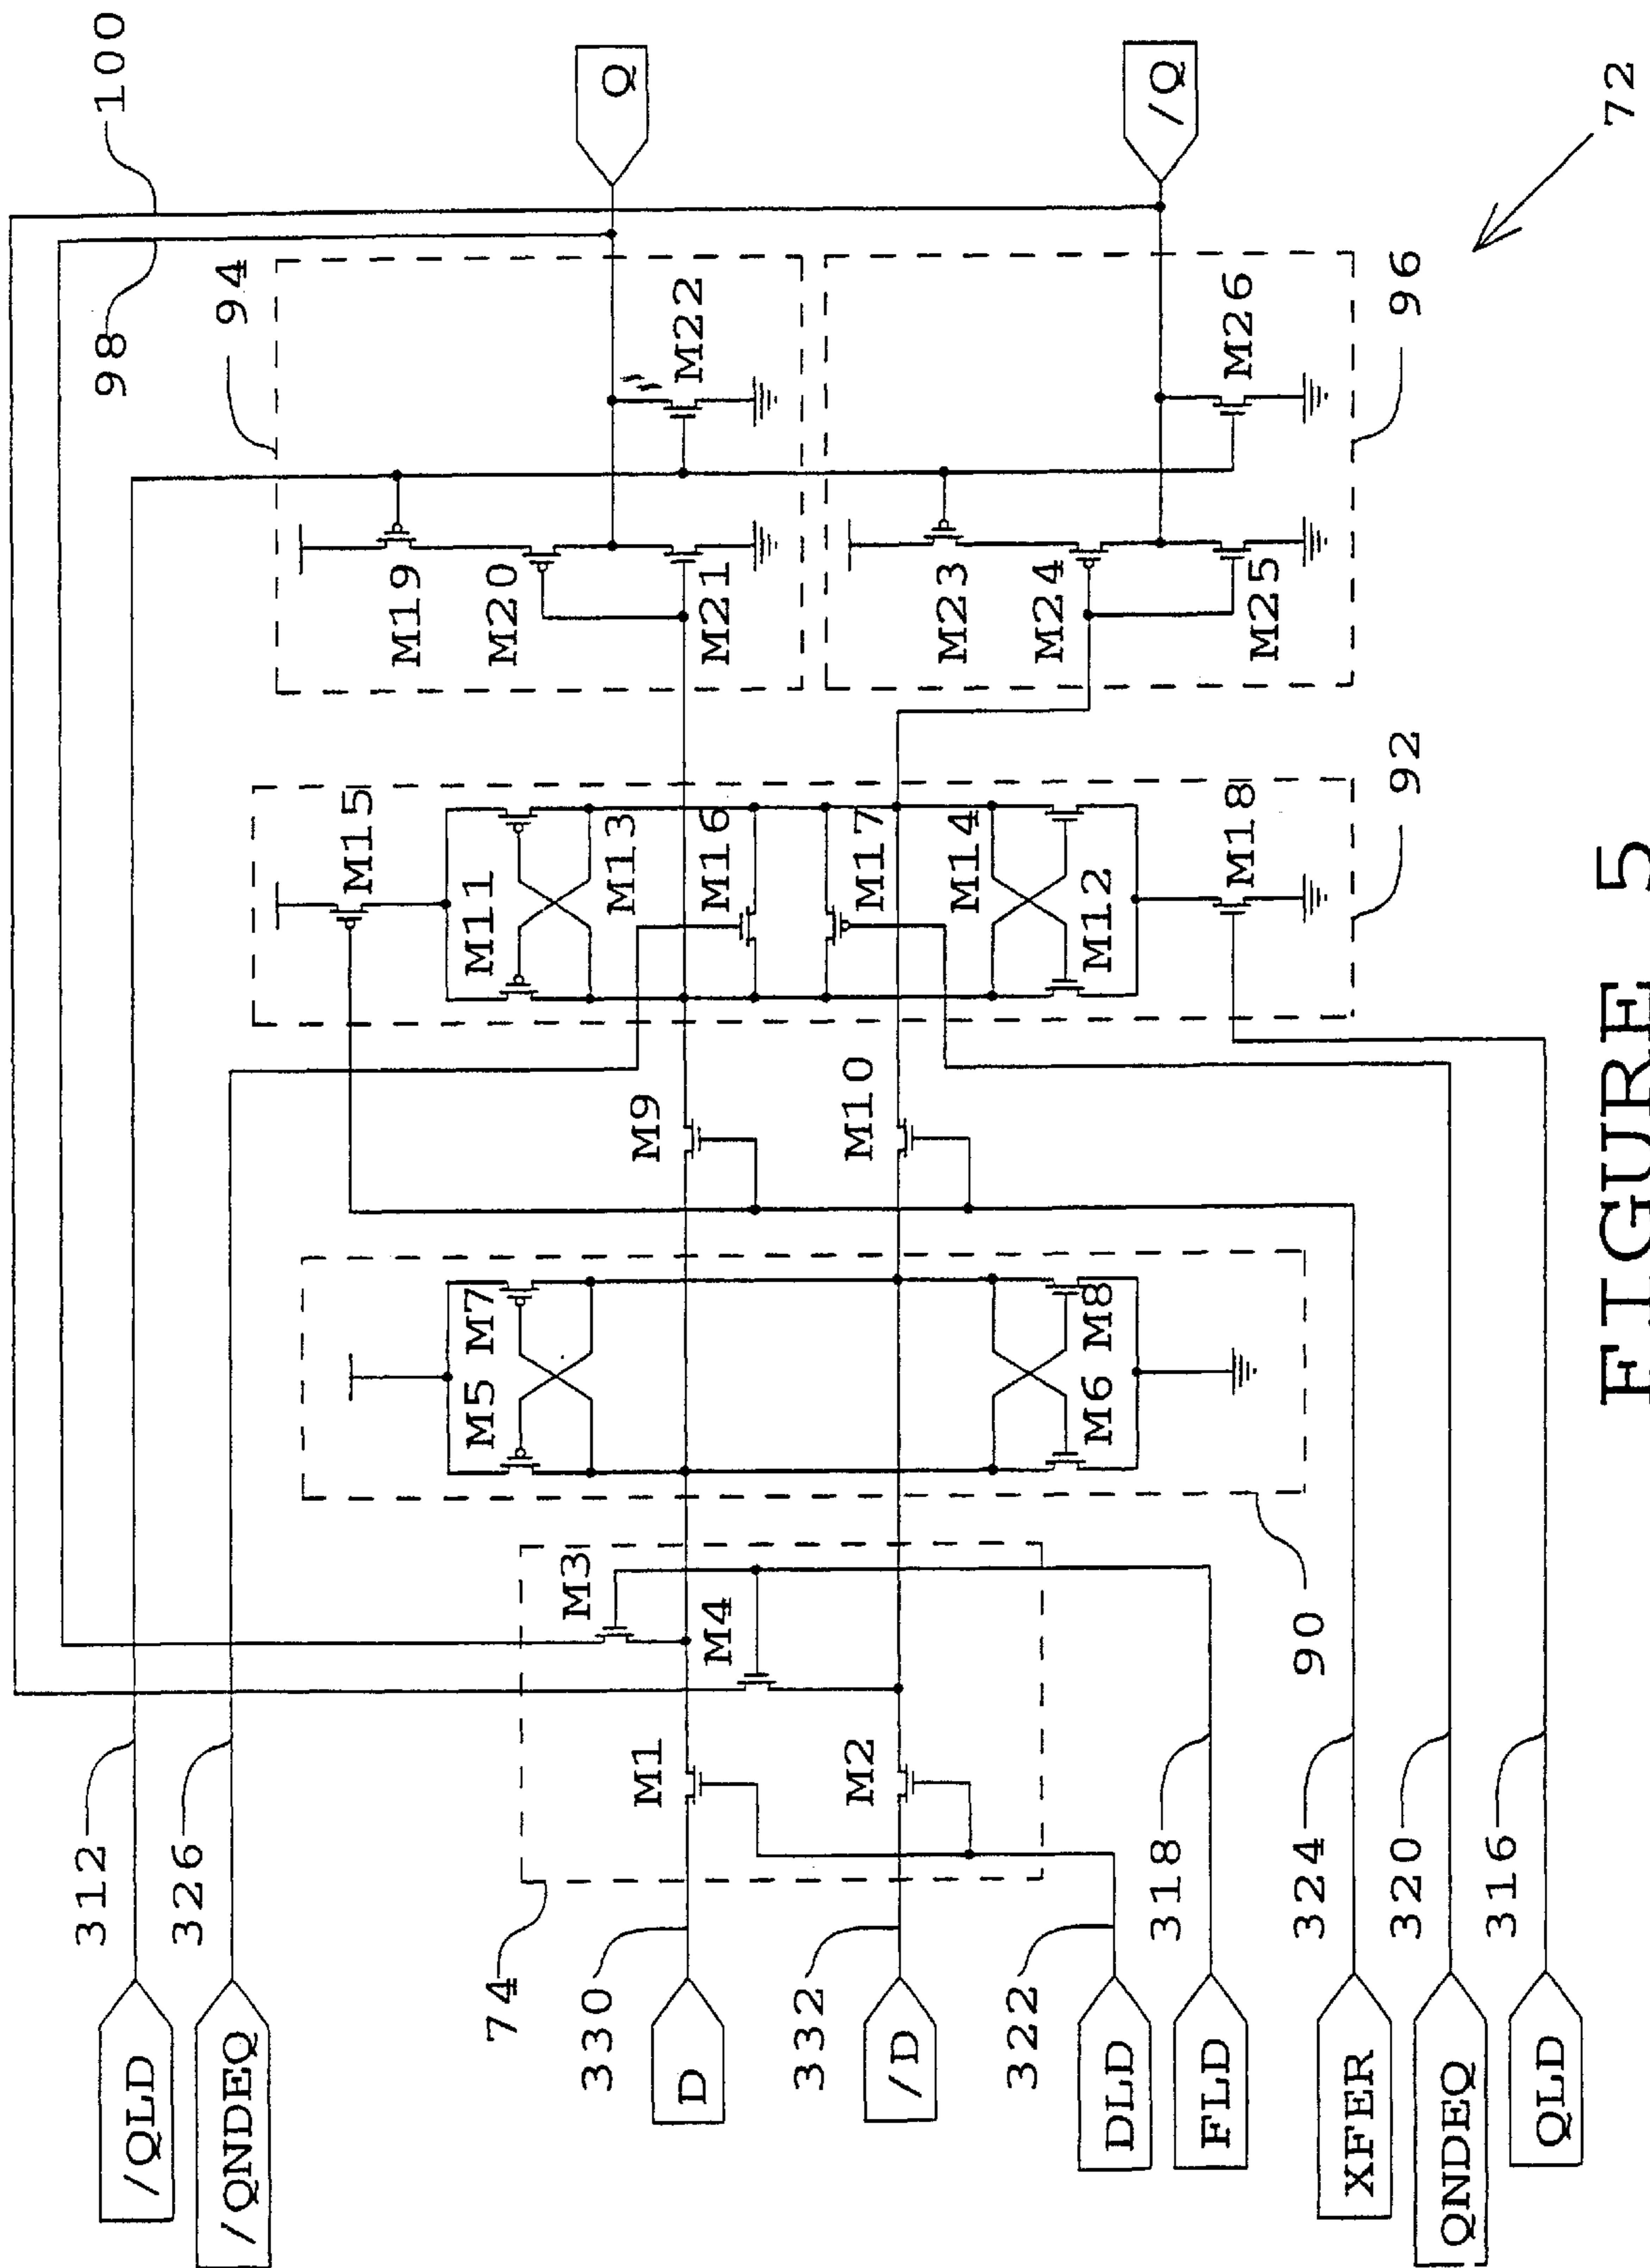 /QLD
312
/QNDEQ
326
98
100
94
M19
M20
M21
M22
Q
M15
M11
M13
M16
M17
M14
M12
M18
92
M23
M24
M25
M26
/Q
96
72
M9
M10
M5
M7
M6
M8
90
M3
M4
M1
M2
74
D
330
/D
332
DLD
322
FLD
318
XFER
324
QNDEQ
320
QLD
316
FIGURE 5